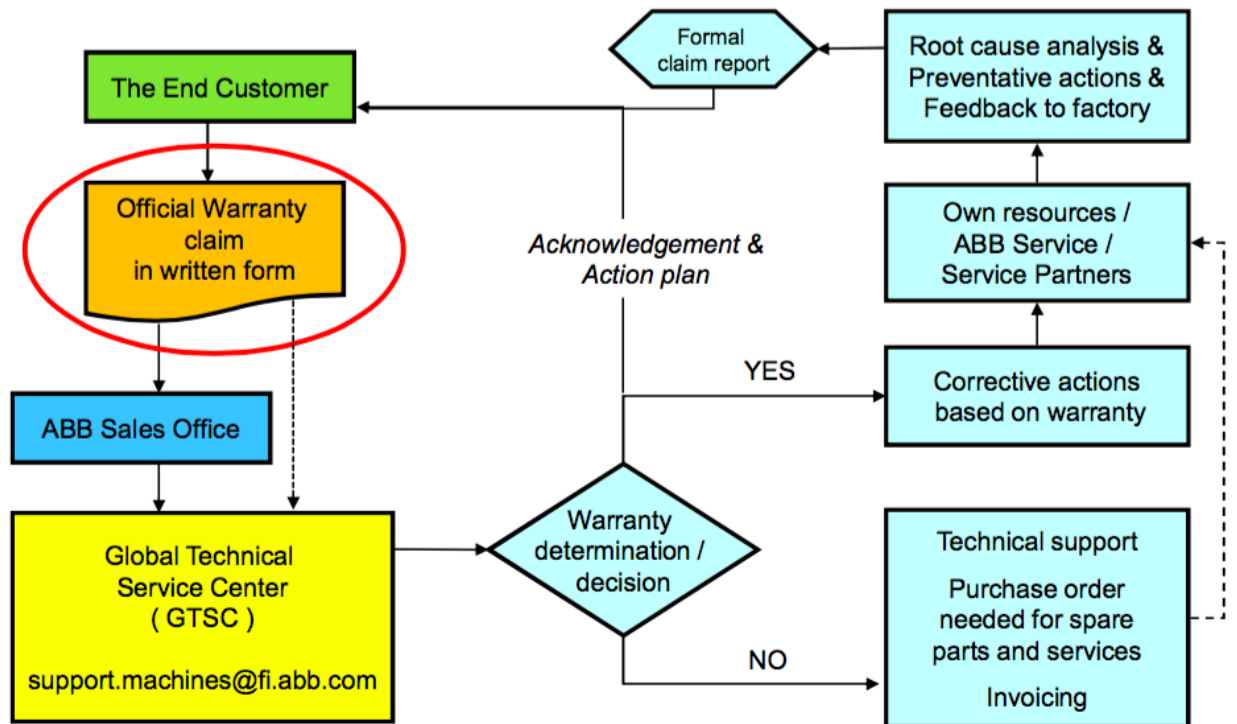 The End Customer
Official Warranty
claim
in written form
ABB Sales Office
Global Technical
Service Center
( GTSC )
support.machines@fi.abb.com
Warranty
determination /
decision
Acknowledgement &
Action plan
YES
NO
Formal
claim report
Root cause analysis &
Preventative actions &
Feedback to factory
Own resources /
ABB Service /
Service Partners
Corrective actions
based on warranty
Technical support
Purchase order
needed for spare
parts and services
Invoicing